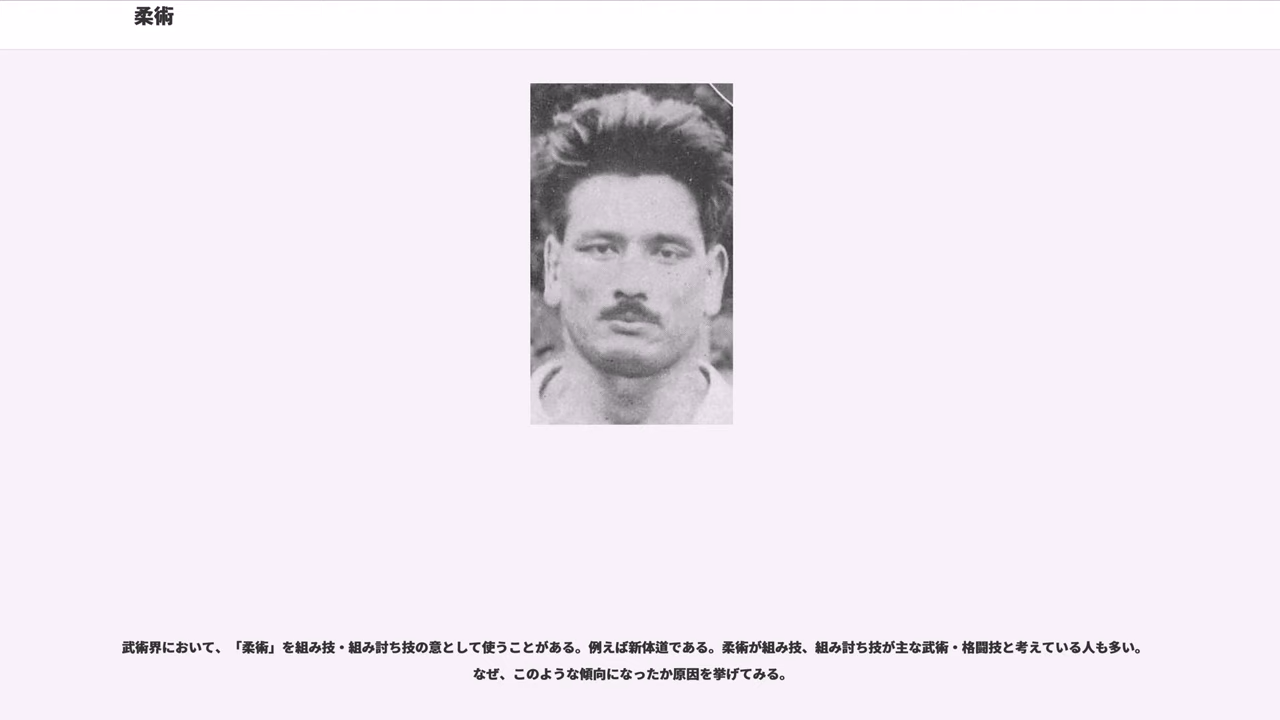 柔術
武術界において、「柔術」を組み技・組み討ち技の意として使うことがある。例えば新体道である。柔術が組み技、組み討ち技が主な武術・格闘技と考えている人も多い。
なぜ、このような傾向になったか原因を挙げてみる。